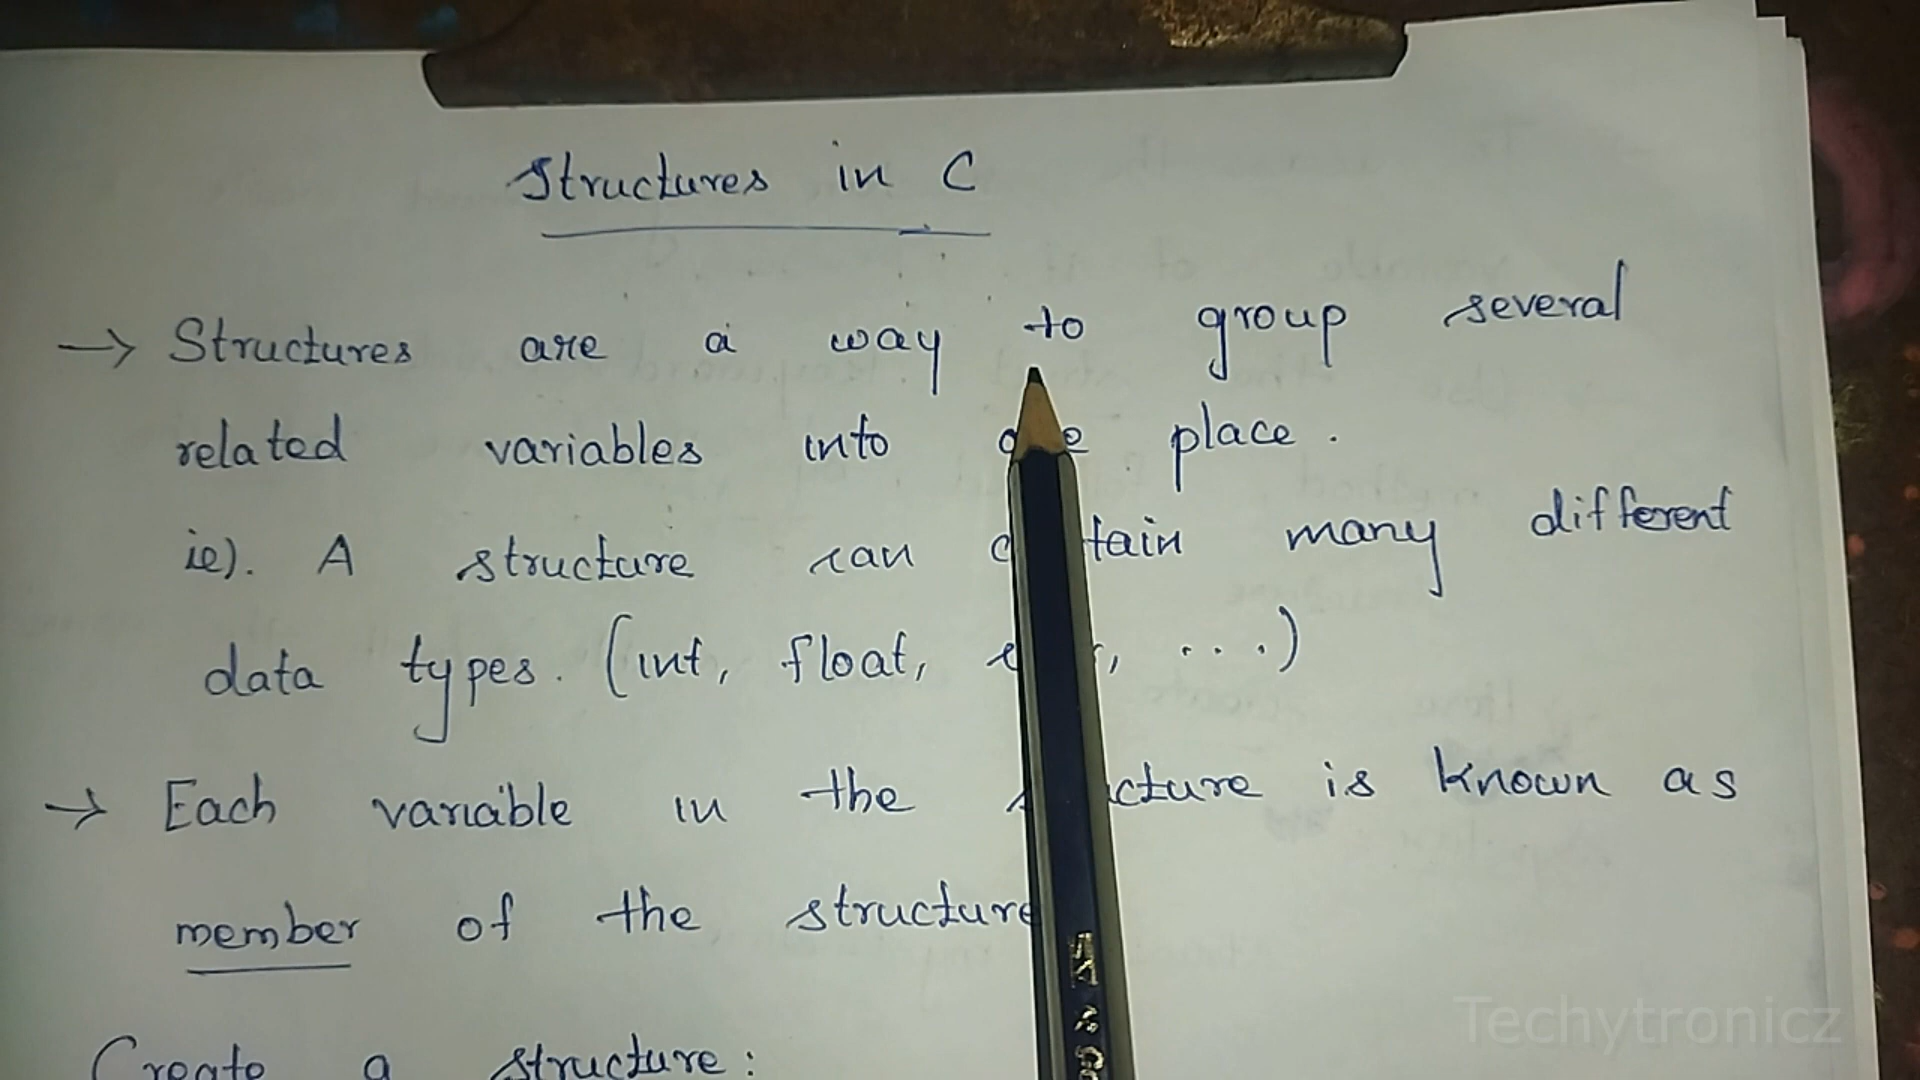 Structures in C
→ Structures are a way to group several
related variables into place.
ie). A structure can many different
data types. (int, float, ...)
→ Each variable in the is known as
member of the structure
Create a structure:
Techytronicz